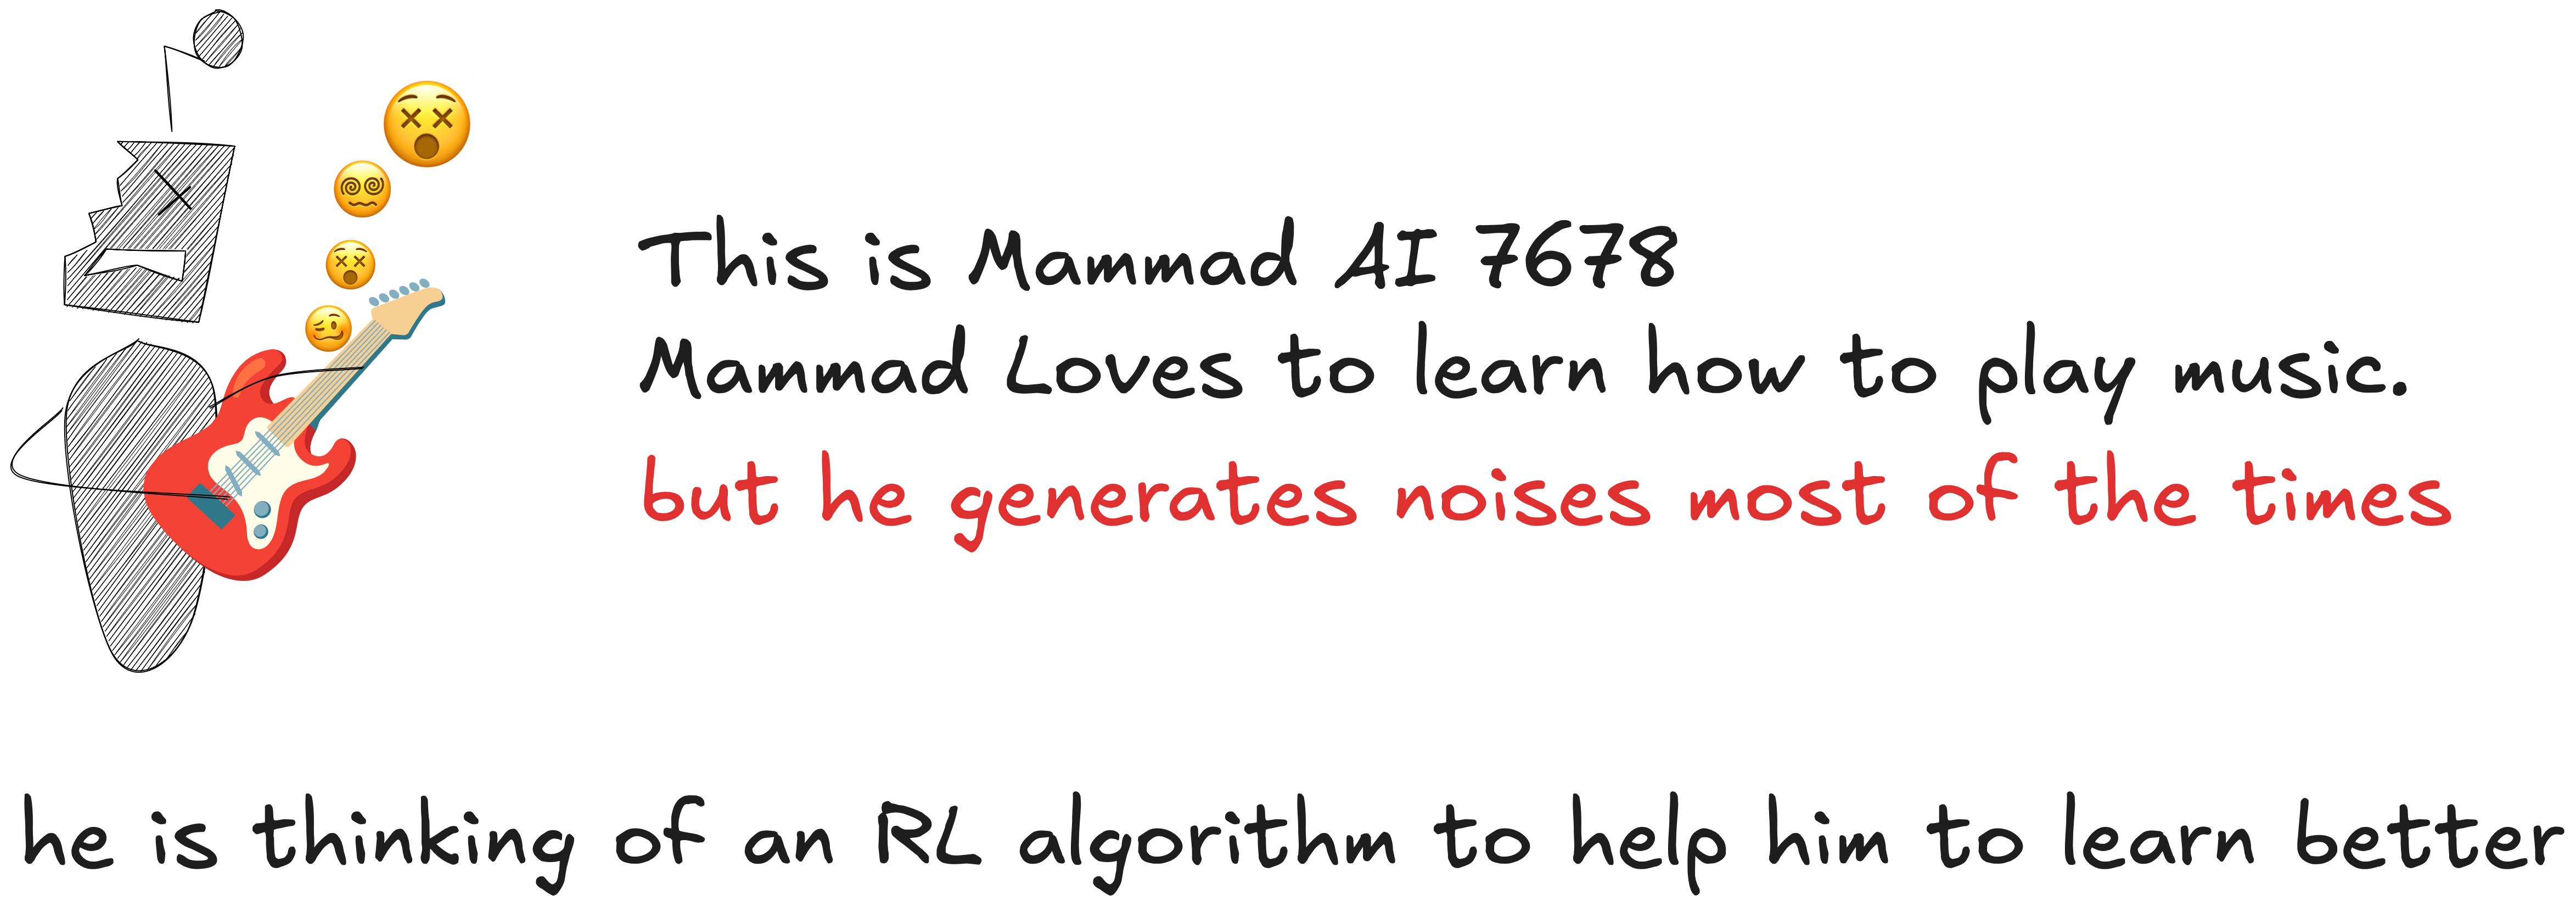 This is Mammad AI 7678
Mammad Loves to learn how to play music.
but he generates noises most of the times
he is thinking of an RL algorithm to help him to learn better